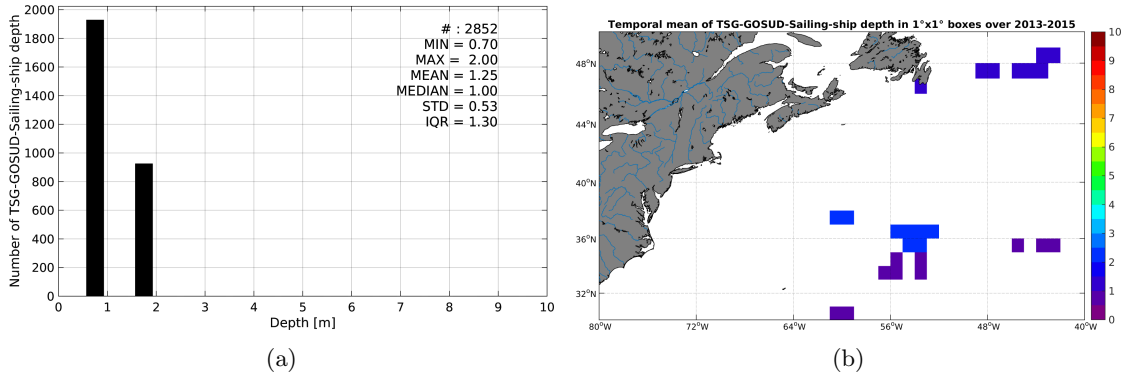 2000
1800
1600
1400
1200
1000
800
600
400
200
0
Number of TSG-GOSUD-Sailing-ship depth
# : 2852
MIN = 0.70
MAX = 2.00
MEAN = 1.25
MEDIAN = 1.00
STD = 0.53
IQR = 1.30
0 1 2 3 4 5 6 7 8 9 10
Depth [m]
(a)
Temporal mean of TSG-GOSUD-Sailing-ship depth in 1°x1° boxes over 2013-2015
48°N
44°N
40°N
36°N
32°N
80°W 72°W 64°W 56°W 48°W 40°W
10
9
8
7
6
5
4
3
2
1
0
(b)